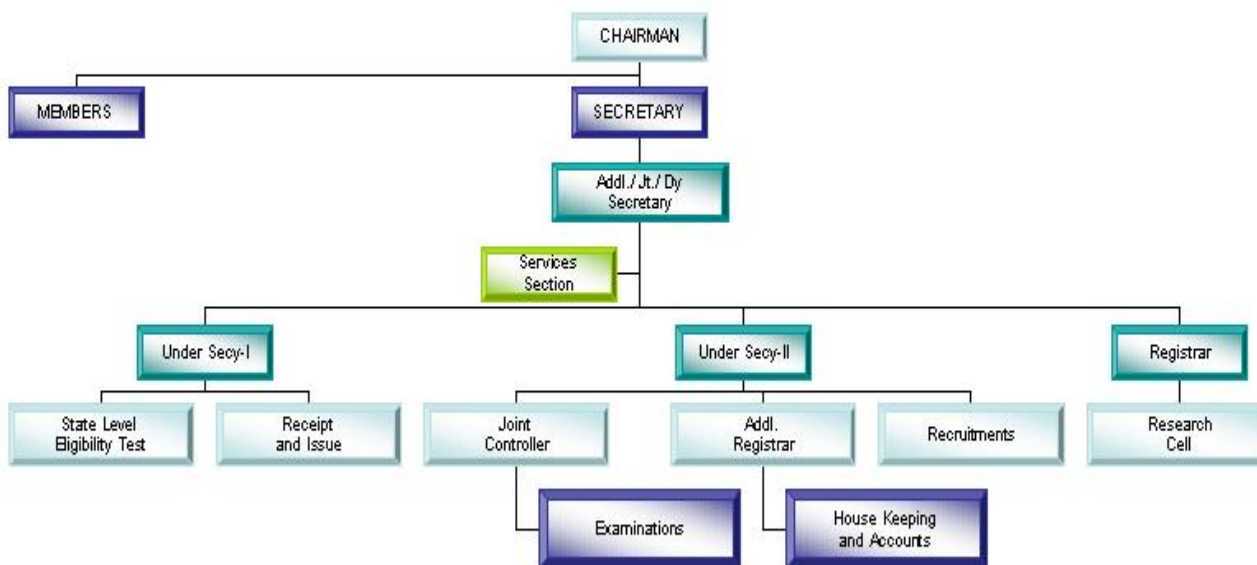 CHAIRMAN
MEMBERS
SECRETARY
Addl./ Jt./ Dy
Secretary
Services
Section
Under Secy-I
Under Secy-II
Registrar
State Level
Eligibility Test
Receipt
and Issue
Joint
Controller
Addl.
Registrar
Recruitments
Research
Cell
Examinations
House Keeping
and Accounts